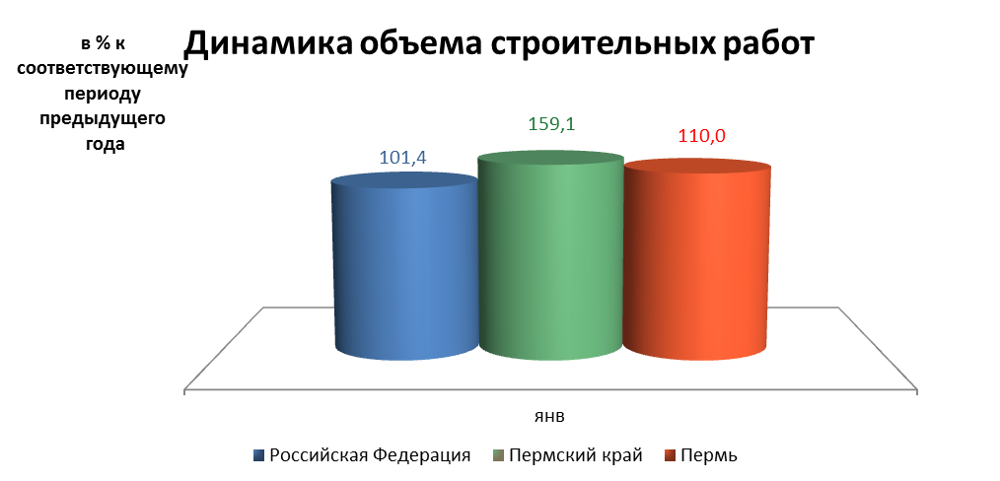 в % к
соответствующему
периоду
предыдущего
года
Динамика объема строительных работ
101,4
159,1
110,0
янв
Российская Федерация
Пермский край
Пермь